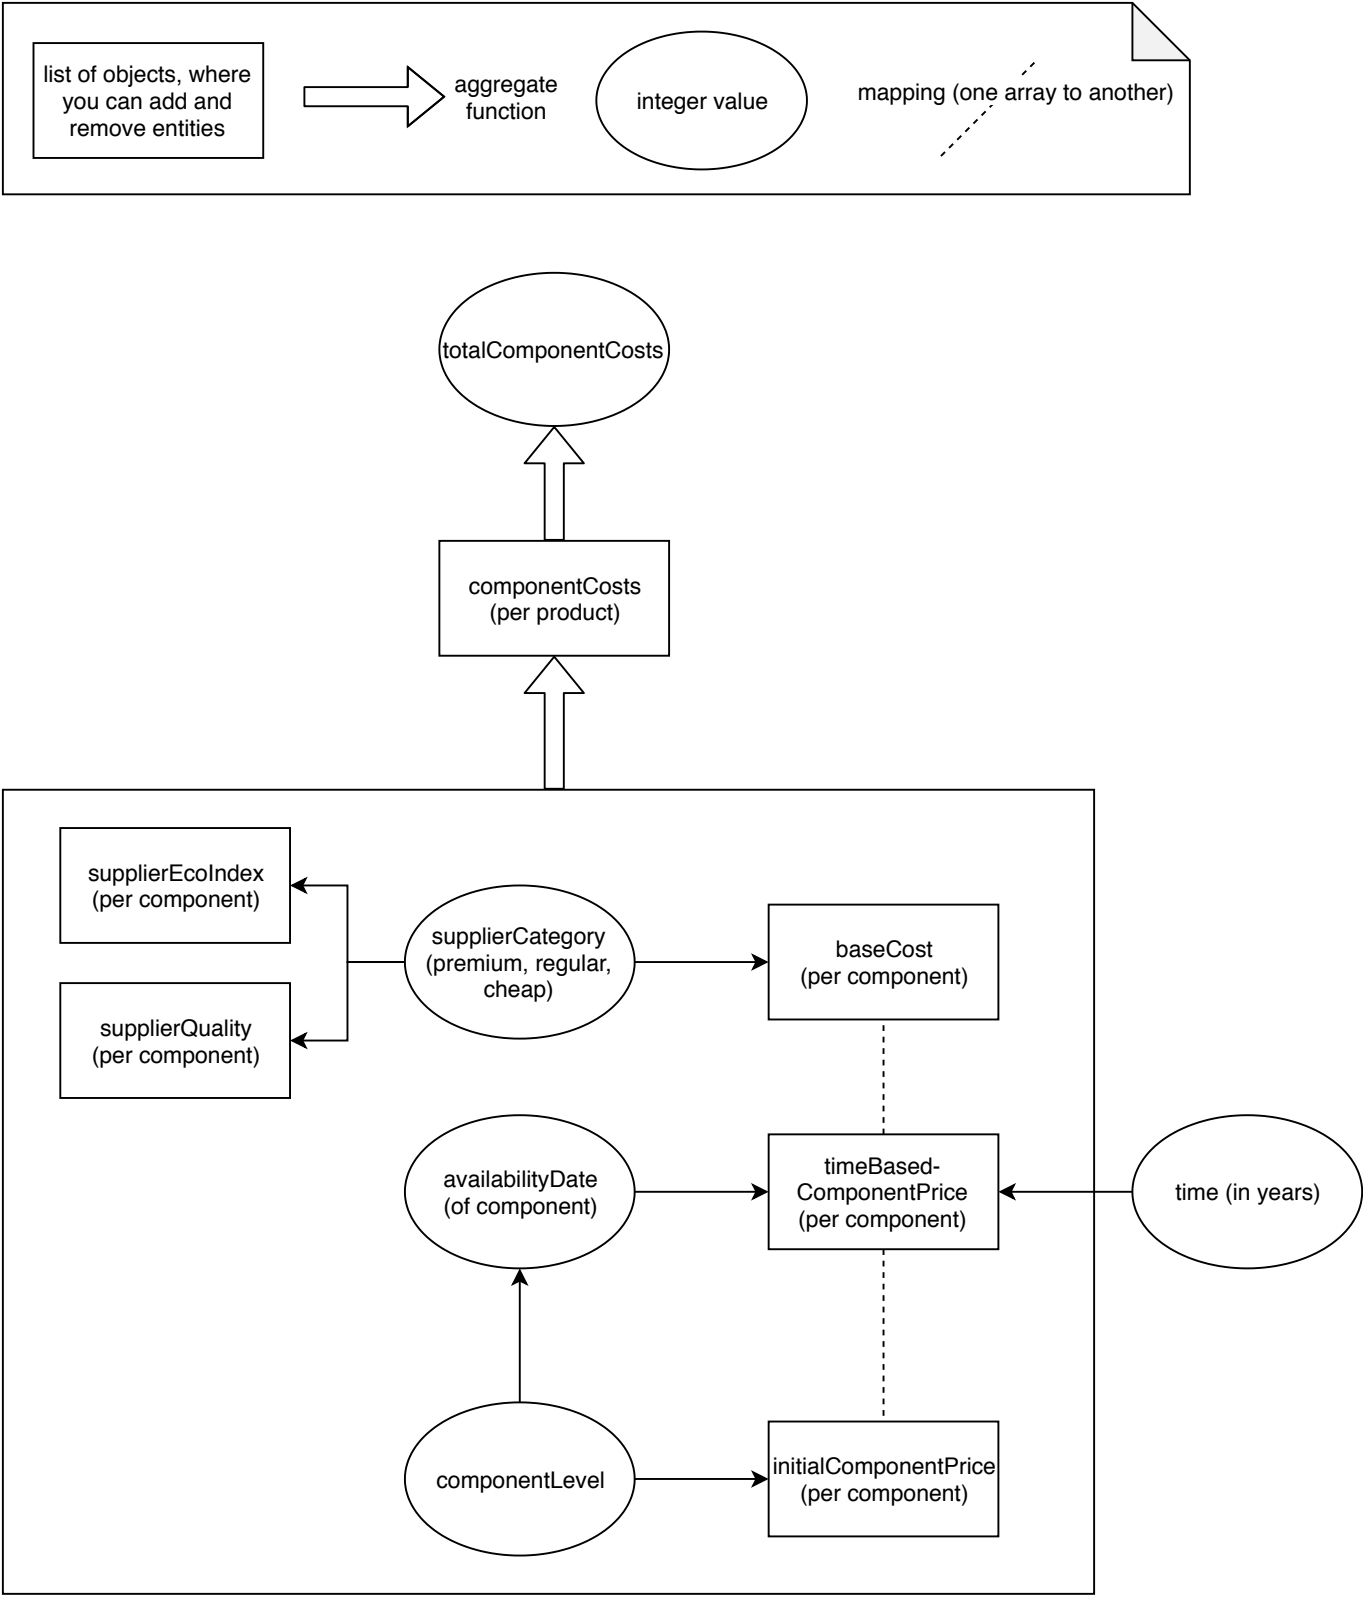 list of objects, where
you can add and
remove entities
aggregate
function
integer value
mapping (one array to another)
totalComponentCosts
componentCosts
(per product)
supplierEcoIndex
(per component)
supplierQuality
(per component)
supplierCategory
(premium, regular,
cheap)
baseCost
(per component)
availabilityDate
(of component)
timeBased-
ComponentPrice
(per component)
time (in years)
componentLevel
initialComponentPrice
(per component)